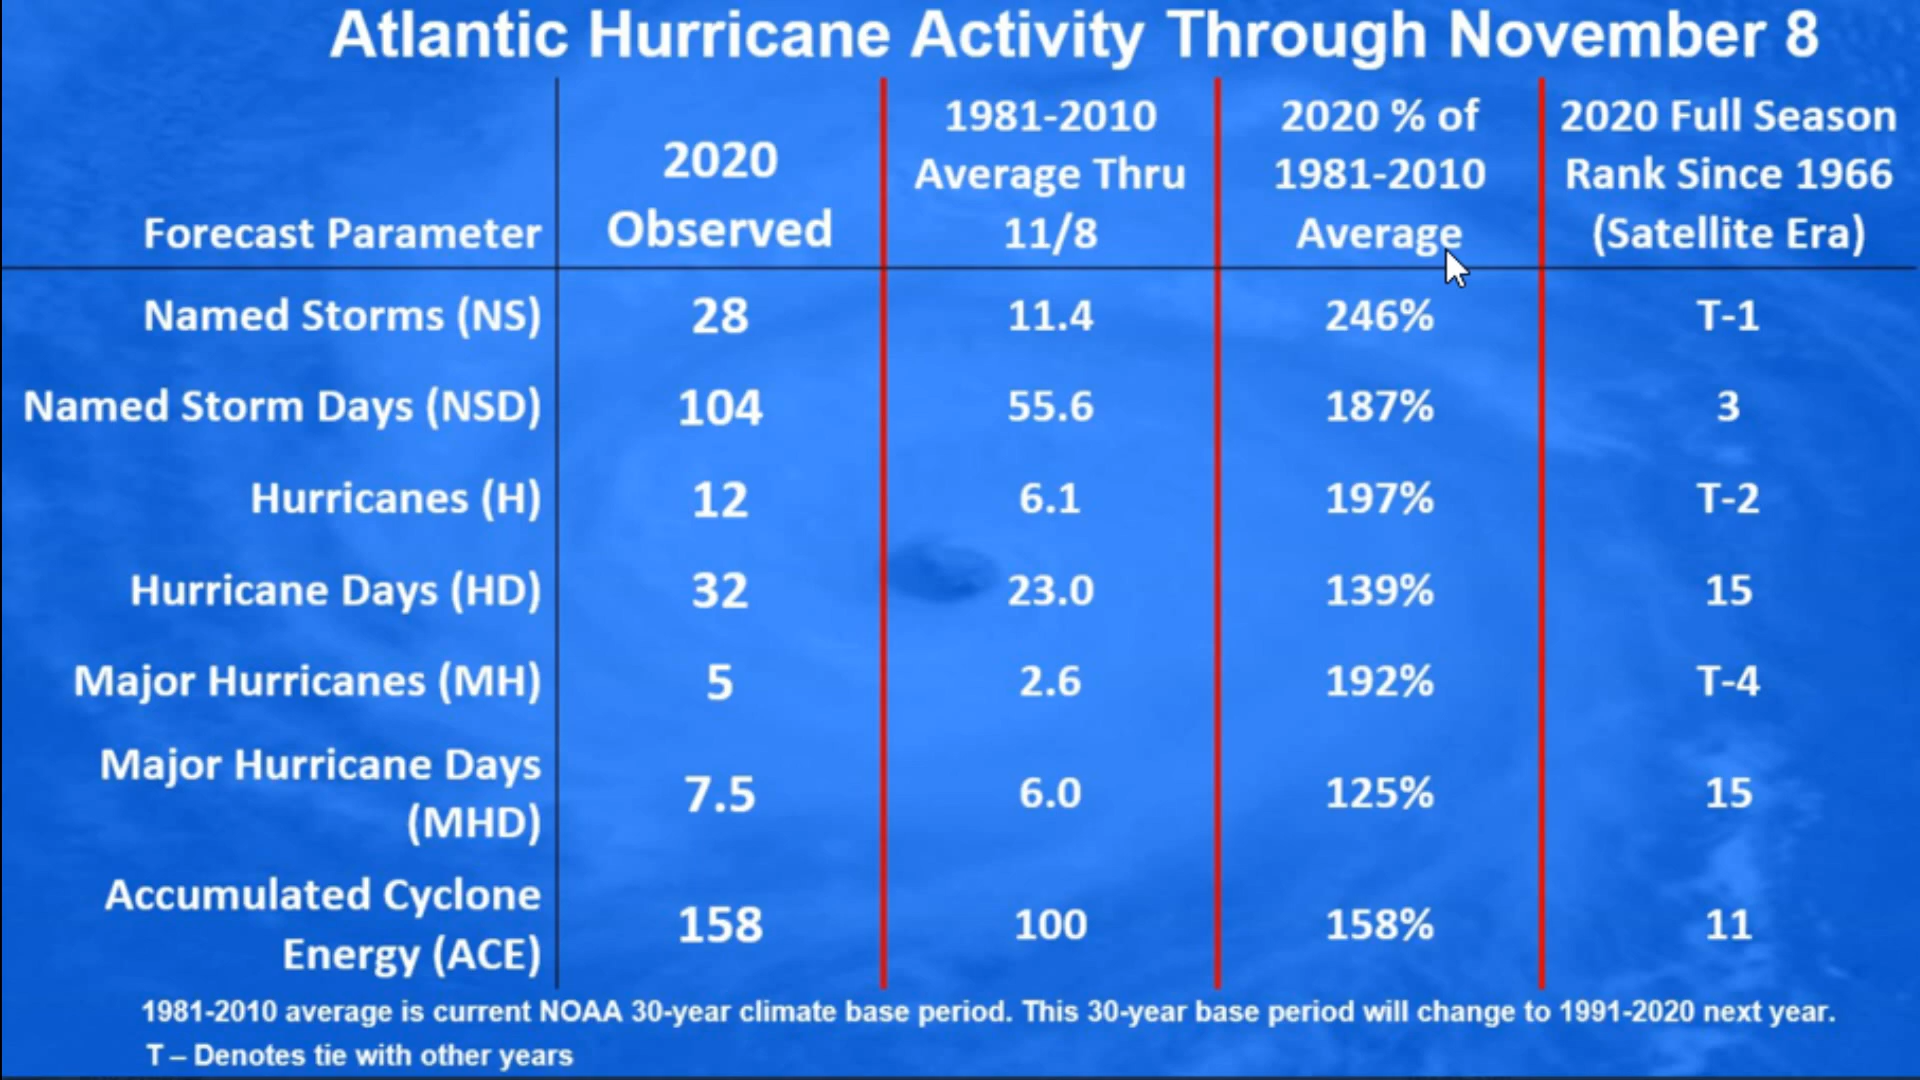 Atlantic Hurricane Activity Through November 8
Forecast Parameter
2020
Observed
1981-2010
Average Thru
11/8
2020 % of
1981-2010
Average
2020 Full Season
Rank Since 1966
(Satellite Era)
Named Storms (NS) 28 11.4 246% T-1
Named Storm Days (NSD) 104 55.6 187% 3
Hurricanes (H) 12 6.1 197% T-2
Hurricane Days (HD) 32 23.0 139% 15
Major Hurricanes (MH) 5 2.6 192% T-4
Major Hurricane Days
(MHD) 7.5 6.0 125% 15
Accumulated Cyclone
Energy (ACE) 158 100 158% 11
1981-2010 average is current NOAA 30-year climate base period. This 30-year base period will change to 1991-2020 next year.
T – Denotes tie with other years